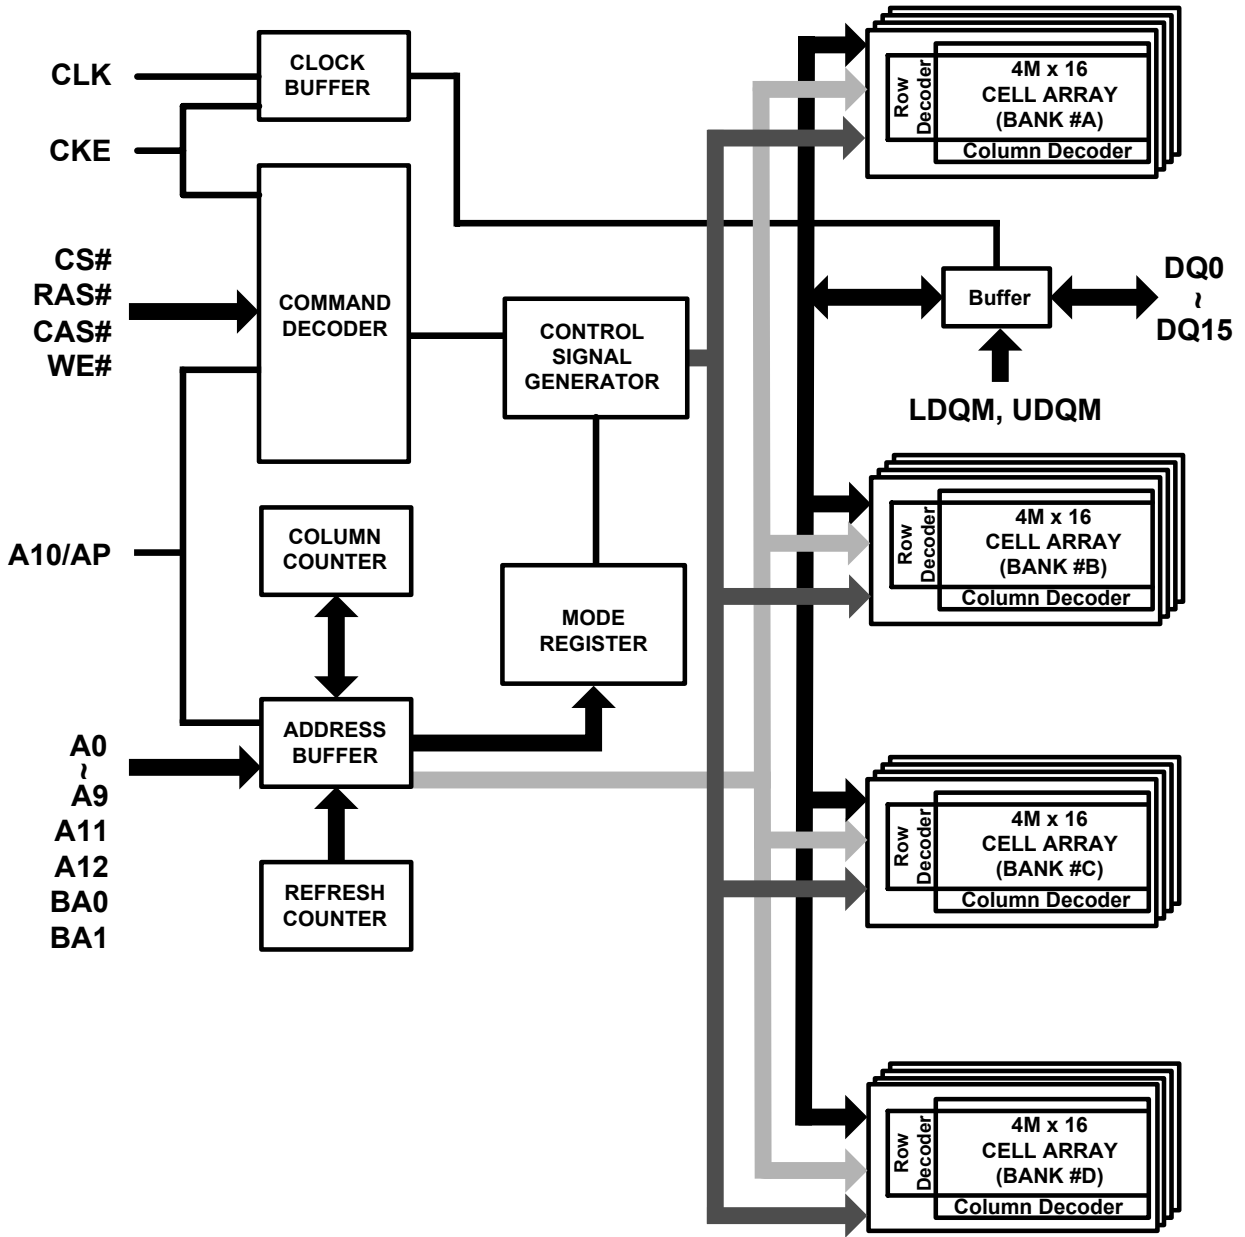 CLK
CKE
CS#
RAS#
CAS#
WE#
A10/AP
A0
~
A9
A11
A12
BA0
BA1
CLOCK
BUFFER
COMMAND
DECODER
COLUMN
COUNTER
ADDRESS
BUFFER
REFRESH
COUNTER
CONTROL
SIGNAL
GENERATOR
MODE
REGISTER
Row
Decoder
4M x 16
CELL ARRAY
(BANK #A)
Column Decoder
Buffer
DQ0
~
DQ15
LDQM, UDQM
Row
Decoder
4M x 16
CELL ARRAY
(BANK #B)
Column Decoder
Row
Decoder
4M x 16
CELL ARRAY
(BANK #C)
Column Decoder
Row
Decoder
4M x 16
CELL ARRAY
(BANK #D)
Column Decoder